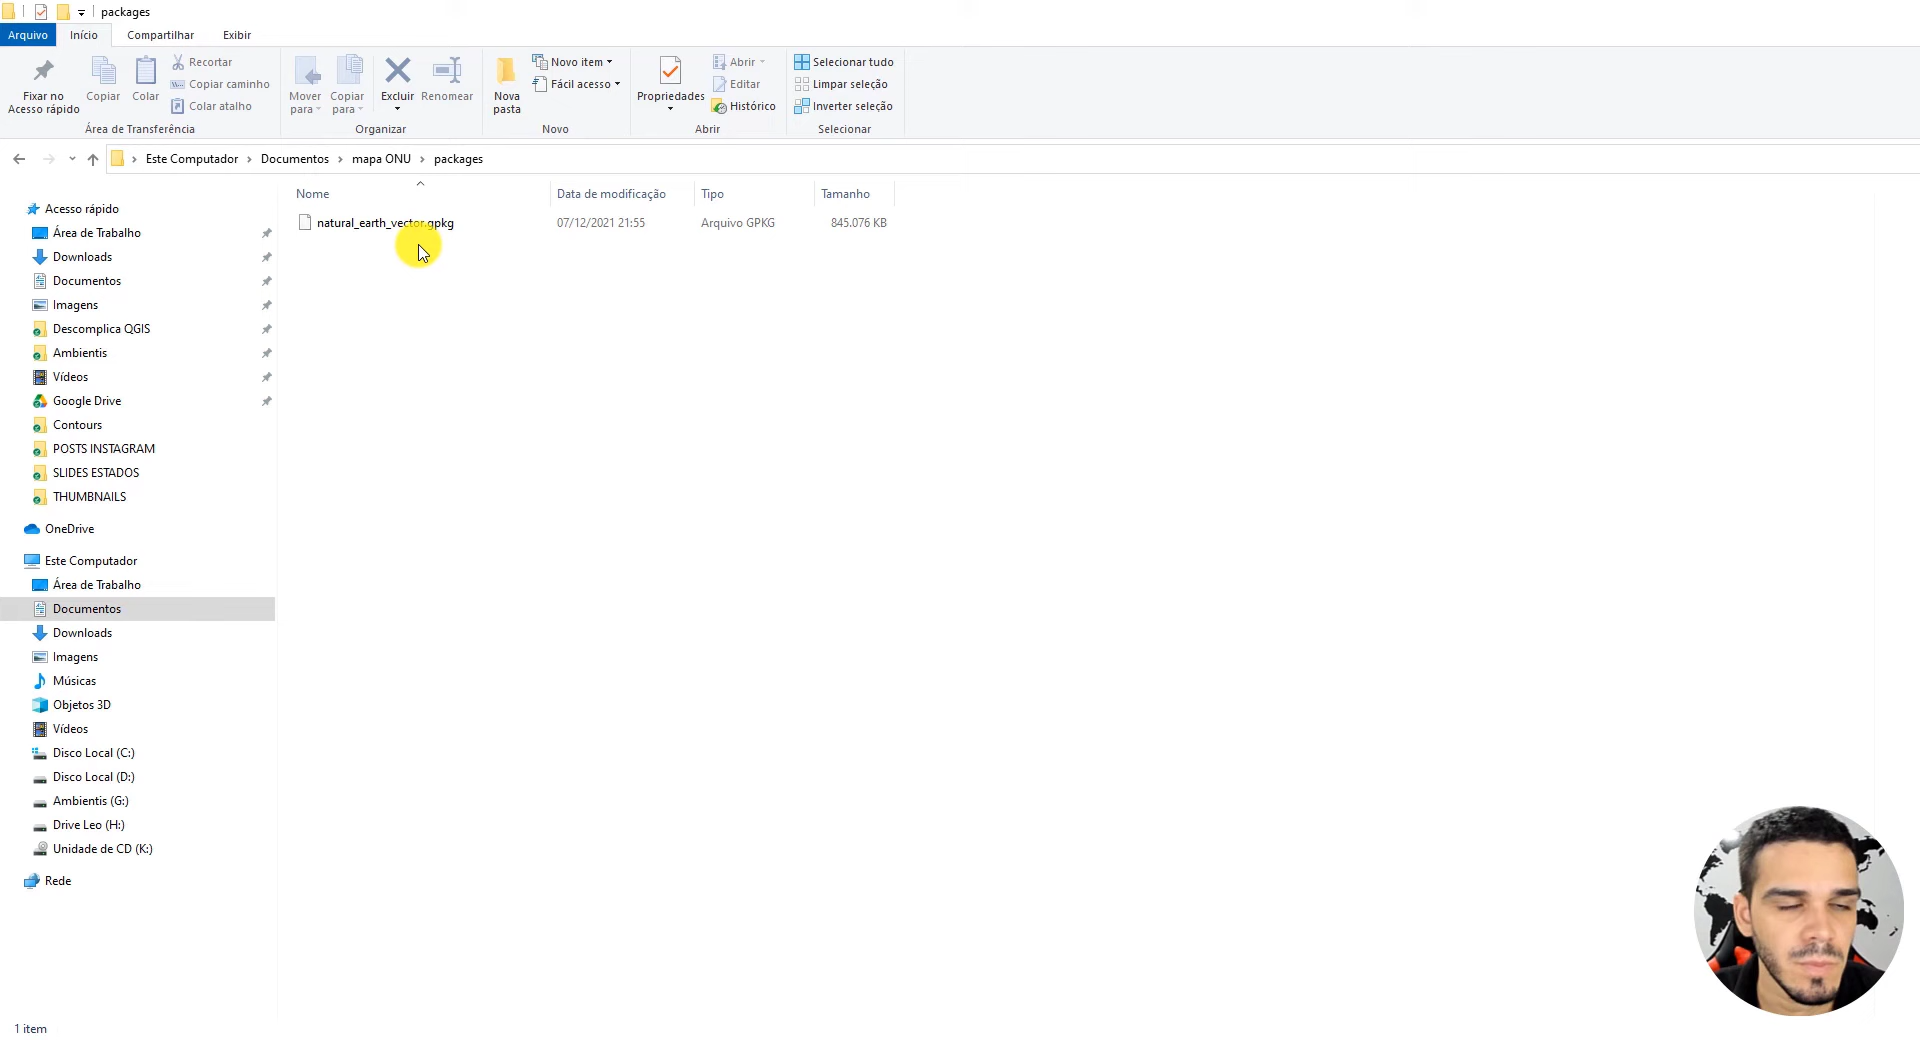 packages
Arquivo Início Compartilhar Exibir
Fixar no
Acesso rápido
Copiar
Colar
Recortar
Copiar caminho
Colar atalho
Área de Transferência
Mover
para
Copiar
para
Excluir
Renomear
Organizar
Nova
pasta
Novo item
Fácil acesso
Novo
Propriedades
Abrir
Editar
Histórico
Abrir
Selecionar tudo
Limpar seleção
Inverter seleção
Selecionar
Este Computador > Documentos > mapa ONU > packages
Nome Data de modificação Tipo Tamanho
natural_earth_vector.gpkg 07/12/2021 21:55 Arquivo GPKG 845.076 KB
Acesso rápido
Área de Trabalho
Downloads
Documentos
Imagens
Descomplica QGIS
Ambientis
Vídeos
Google Drive
Contours
POSTS INSTAGRAM
SLIDES ESTADOS
THUMBNAILS
OneDrive
Este Computador
Área de Trabalho
Documentos
Downloads
Imagens
Músicas
Objetos 3D
Vídeos
Disco Local (C:)
Disco Local (D:)
Ambientis (G:)
Drive Leo (H:)
Unidade de CD (K:)
Rede
1 item